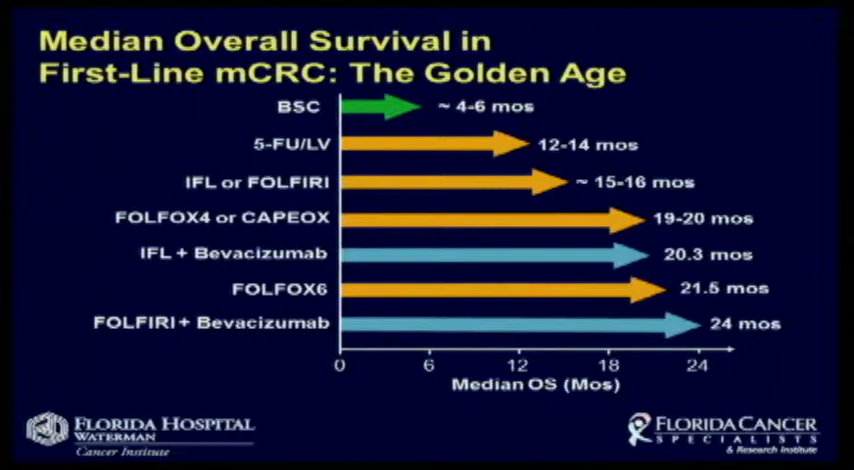 Median Overall Survival in
First-Line mCRC: The Golden Age
BSC ~ 4-6 mos
5-FU/LV 12-14 mos
IFL or FOLFIRI ~ 15-16 mos
FOLFOX4 or CAPEOX 19-20 mos
IFL + Bevacizumab 20.3 mos
FOLFOX6 21.5 mos
FOLFIRI + Bevacizumab 24 mos
0 6 12 18 24
Median OS (Mos)
FLORIDA HOSPITAL
WATERMAN
Cancer Institute
FLORIDA CANCER
SPECIALISTS
& Research Institute